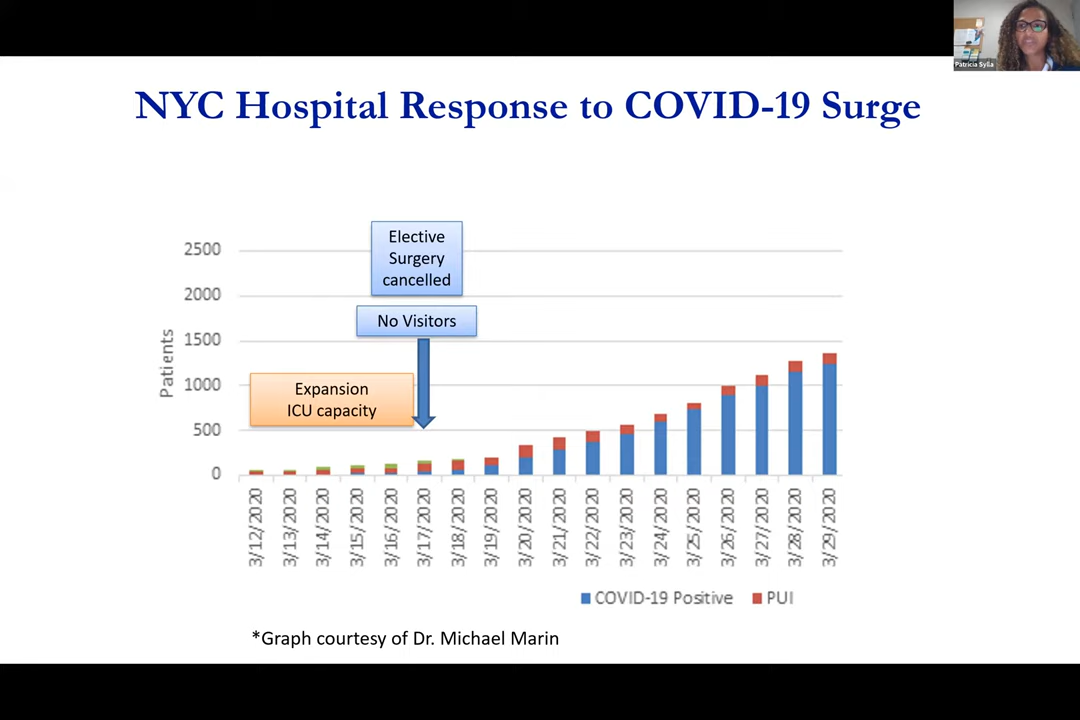 Patricia Sylla
NYC Hospital Response to COVID-19 Surge
Elective
Surgery
cancelled
No Visitors
Expansion
ICU capacity
Patients
2500
2000
1500
1000
500
0
3/12/2020
3/13/2020
3/14/2020
3/15/2020
3/16/2020
3/17/2020
3/18/2020
3/19/2020
3/20/2020
3/21/2020
3/22/2020
3/23/2020
3/24/2020
3/25/2020
3/26/2020
3/27/2020
3/28/2020
3/29/2020
COVID-19 Positive
PUI
*Graph courtesy of Dr. Michael Marin